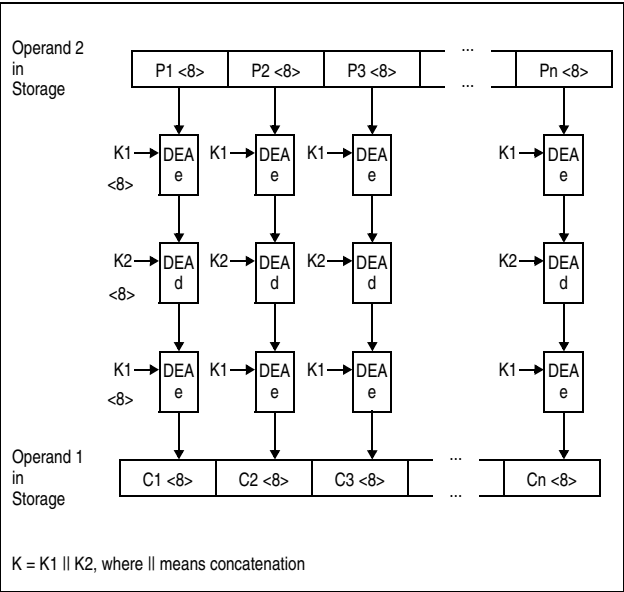 Operand 2
in
Storage
P1 <8> P2 <8> P3 <8> ... ... Pn <8>
K1 DEA e K1 DEA e K1 DEA e K1 DEA e
<8>
K2 DEA d K2 DEA d K2 DEA d K2 DEA d
<8>
K1 DEA e K1 DEA e K1 DEA e K1 DEA e
<8>
Operand 1
in
Storage
C1 <8> C2 <8> C3 <8> ... ... Cn <8>
K = K1 || K2, where || means concatenation